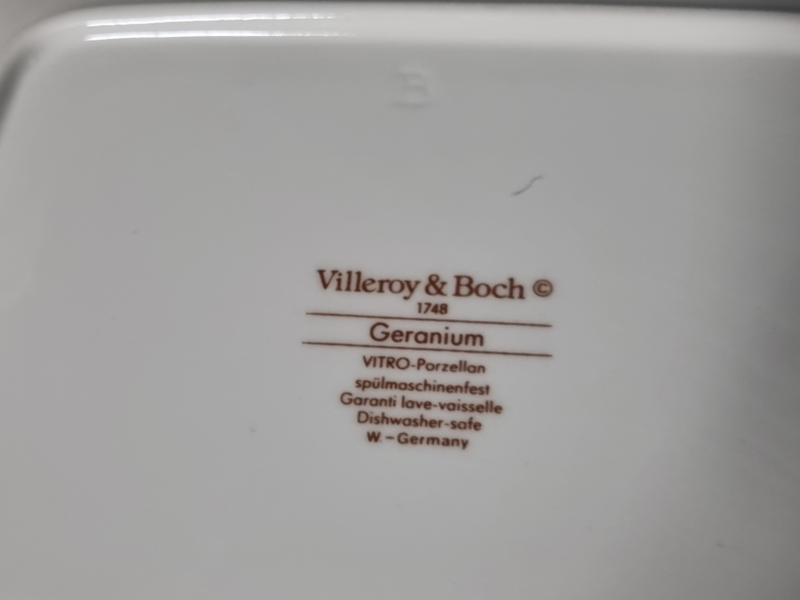 B
Villeroy & Boch ©
1748
Geranium
VITRO-Porzellan
spülmaschinenfest
Garanti lave-vaisselle
Dishwasher-safe
W.-Germany